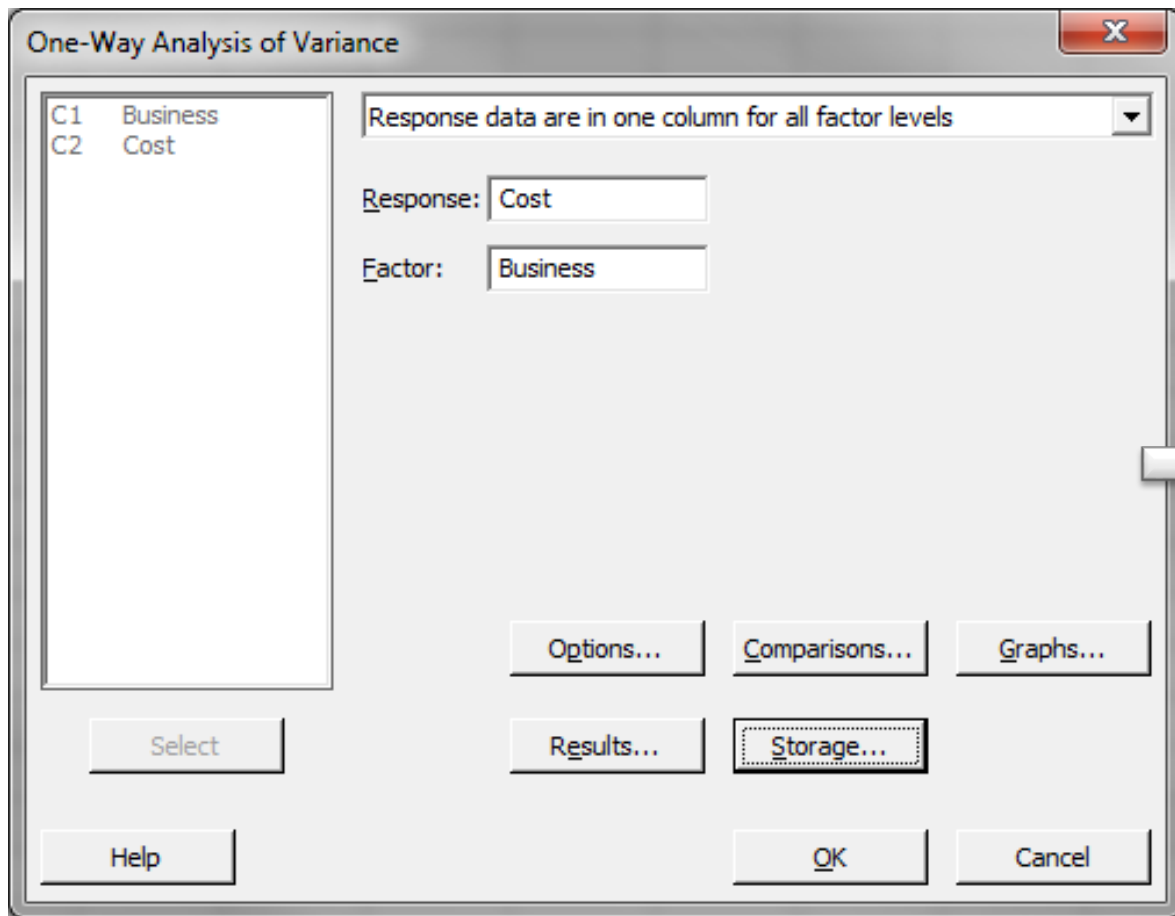 One-Way Analysis of Variance
C1 Business
C2 Cost
Response data are in one column for all factor levels
Response: Cost
Factor: Business
Options... Comparisons... Graphs...
Select Results... Storage...
Help OK Cancel